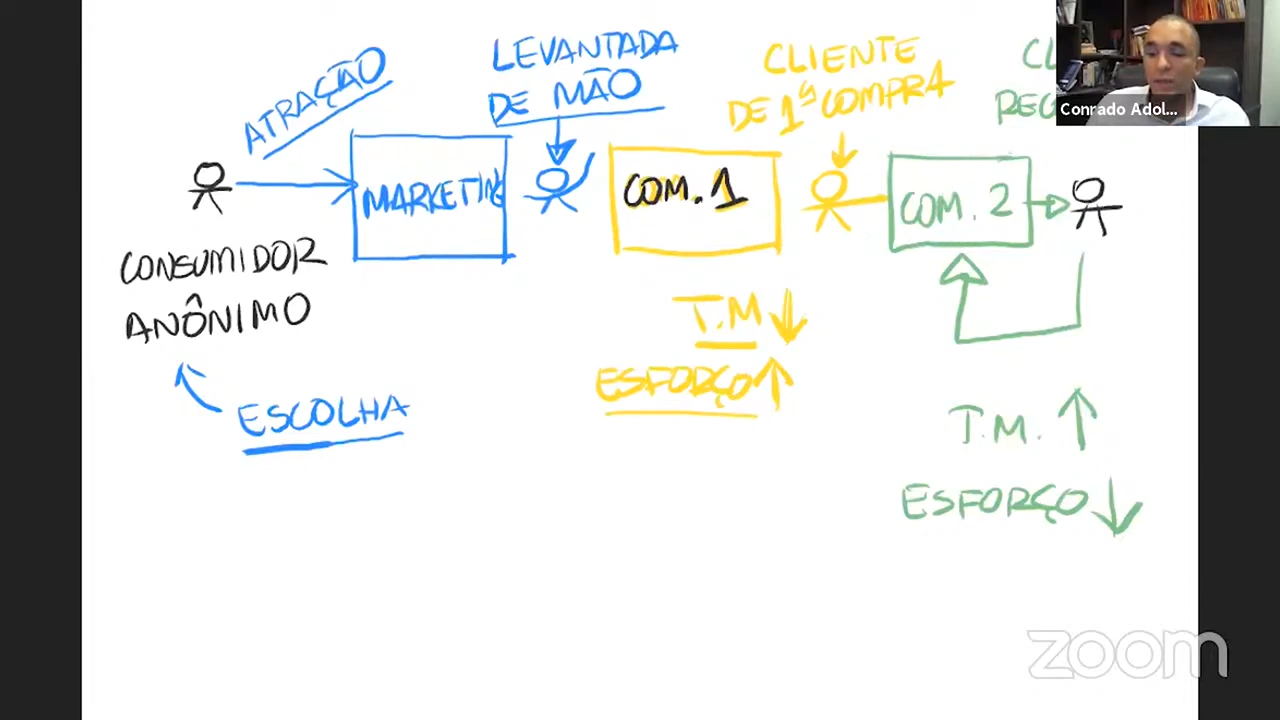 ATRAÇÃO
LEVANTADA
DE MÃO
CLIENTE
DE 1ª COMPRA
Conrado Adol...
MARKETING
COM. 1
COM. 2
CONSUMIDOR
ANÔNIMO
T.M
ESFORÇO
ESCOLHA
T.M.
ESFORÇO
zoom